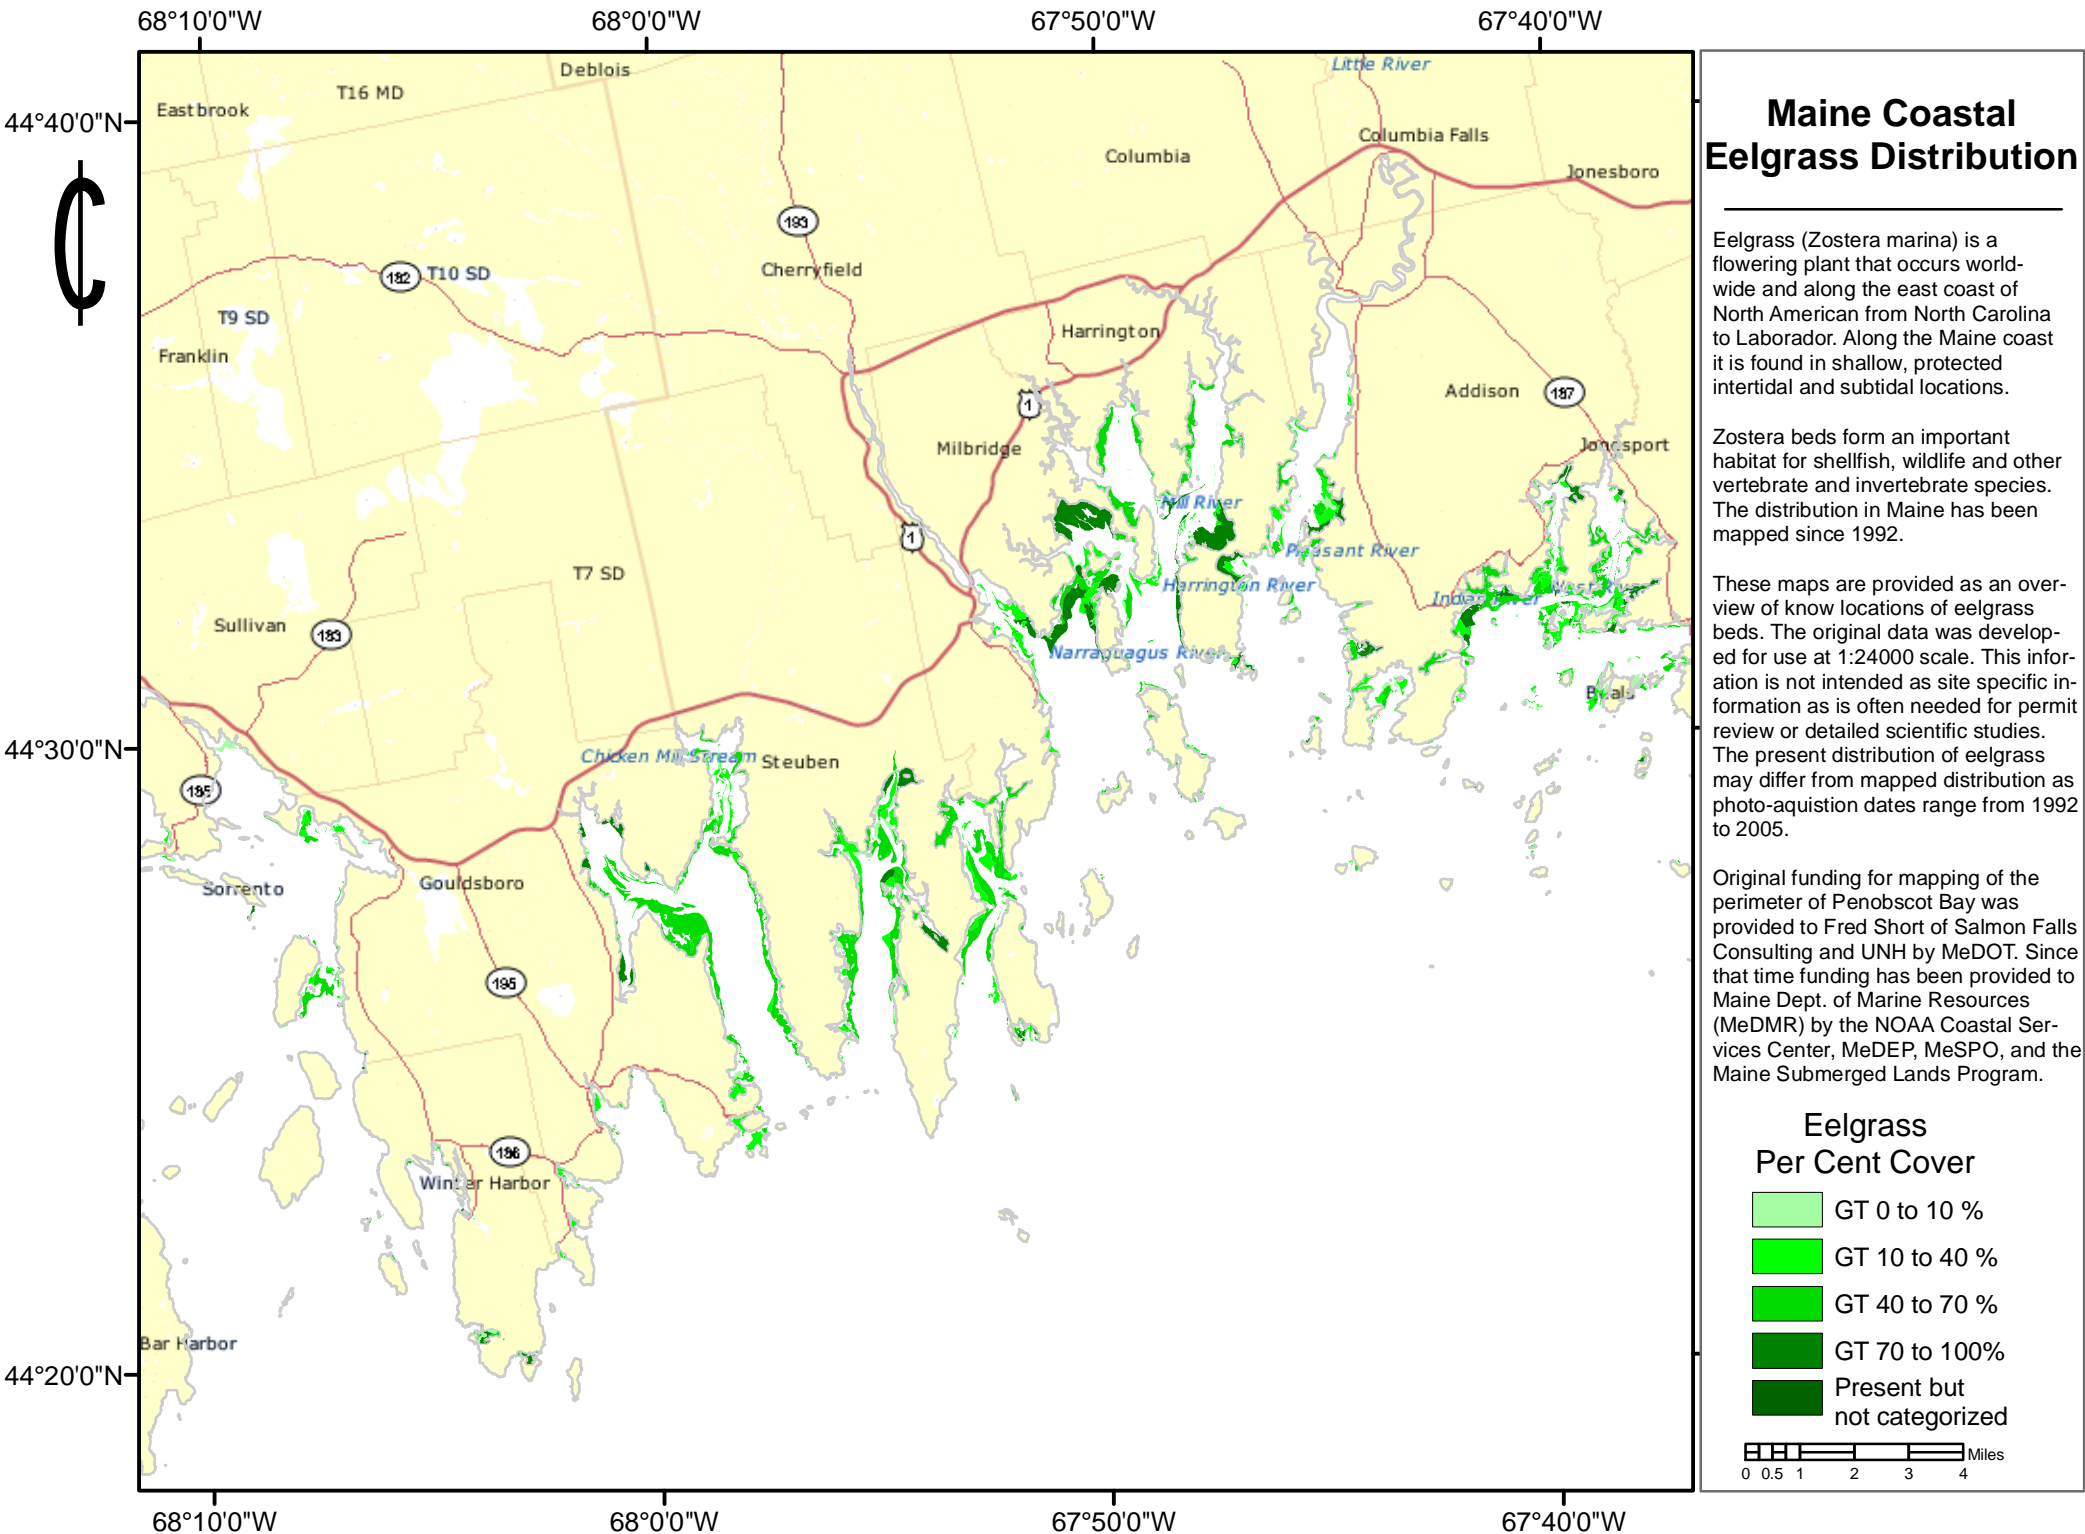 68°10'0"W
68°0'0"W
67°50'0"W
67°40'0"W
44°40'0"N
44°30'0"N
44°20'0"N
¢
Deblois
Little River
T16 MD
Eastbrook
Columbia Falls
Columbia
Jonesboro
193
Cherryfield
182
T10 SD
T9 SD
Harrington
Franklin
Addison
187
1
Milbridge
Jonesport
Mill River
1
Pleasant River
T7 SD
Harrington River
West River
Indian River
Sullivan
183
Narraguagus River
Beals
Chicken Mill Stream
Steuben
185
Gouldsboro
Sorrento
195
186
Winter Harbor
Bar Harbor
68°10'0"W
68°0'0"W
67°50'0"W
67°40'0"W
Maine Coastal
Eelgrass Distribution
Eelgrass (Zostera marina) is a
flowering plant that occurs world-
wide and along the east coast of
North American from North Carolina
to Laborador. Along the Maine coast
it is found in shallow, protected
intertidal and subtidal locations.
Zostera beds form an important
habitat for shellfish, wildlife and other
vertebrate and invertebrate species.
The distribution in Maine has been
mapped since 1992.
These maps are provided as an over-
view of know locations of eelgrass
beds. The original data was develop-
ed for use at 1:24000 scale. This infor-
ation is not intended as site specific in-
formation as is often needed for permit
review or detailed scientific studies.
The present distribution of eelgrass
may differ from mapped distribution as
photo-aquistion dates range from 1992
to 2005.
Original funding for mapping of the
perimeter of Penobscot Bay was
provided to Fred Short of Salmon Falls
Consulting and UNH by MeDOT. Since
that time funding has been provided to
Maine Dept. of Marine Resources
(MeDMR) by the NOAA Coastal Ser-
vices Center, MeDEP, MeSPO, and the
Maine Submerged Lands Program.
Eelgrass
Per Cent Cover
GT 0 to 10 %
GT 10 to 40 %
GT 40 to 70 %
GT 70 to 100%
Present but
not categorized
Miles
0 0.5 1 2 3 4